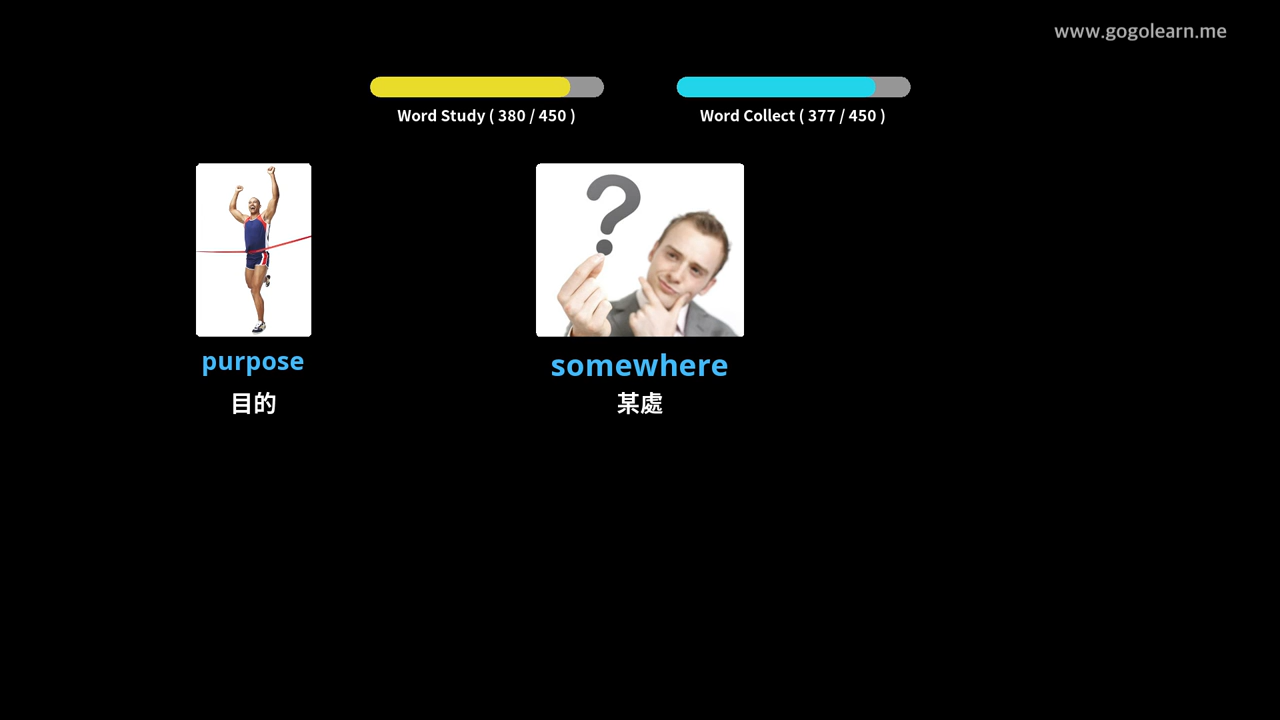 www.gogolearn.me
Word Study ( 380 / 450 )
Word Collect ( 377 / 450 )
purpose
目的
somewhere
某處